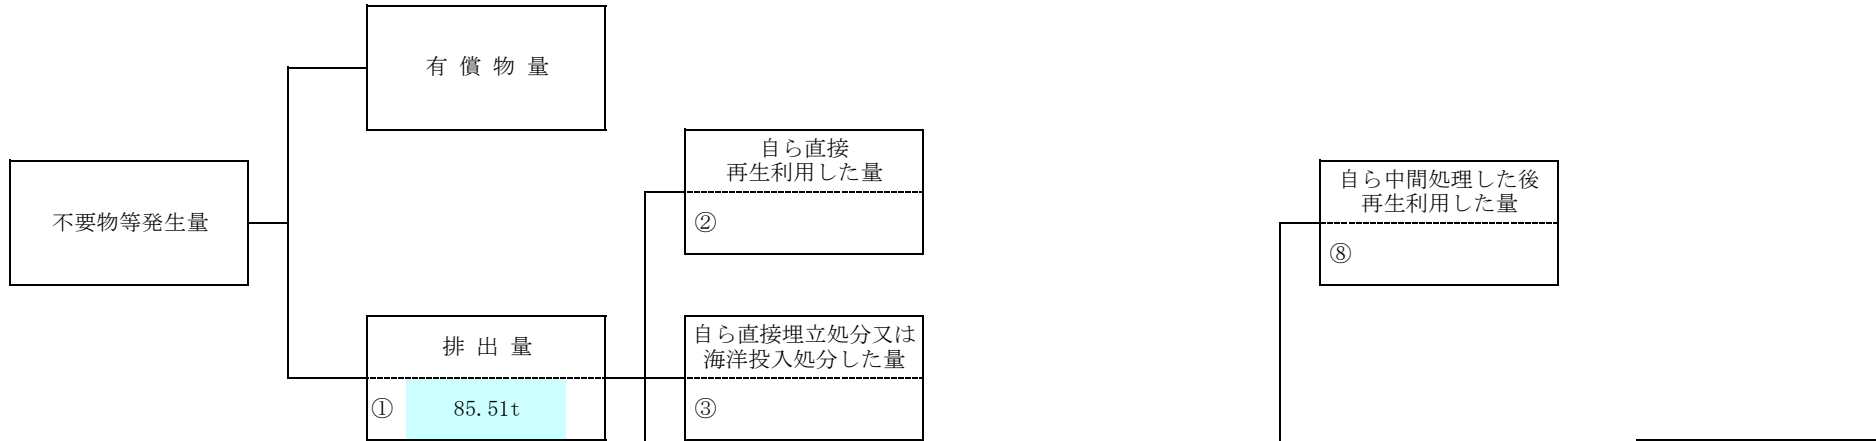 有 償 物 量
自ら直接
再生利用した量
②
不要物等発生量
自ら中間処理した後
再生利用した量
⑧
排 出 量
① 85.51t
自ら直接埋立処分又は
海洋投入処分した量
③